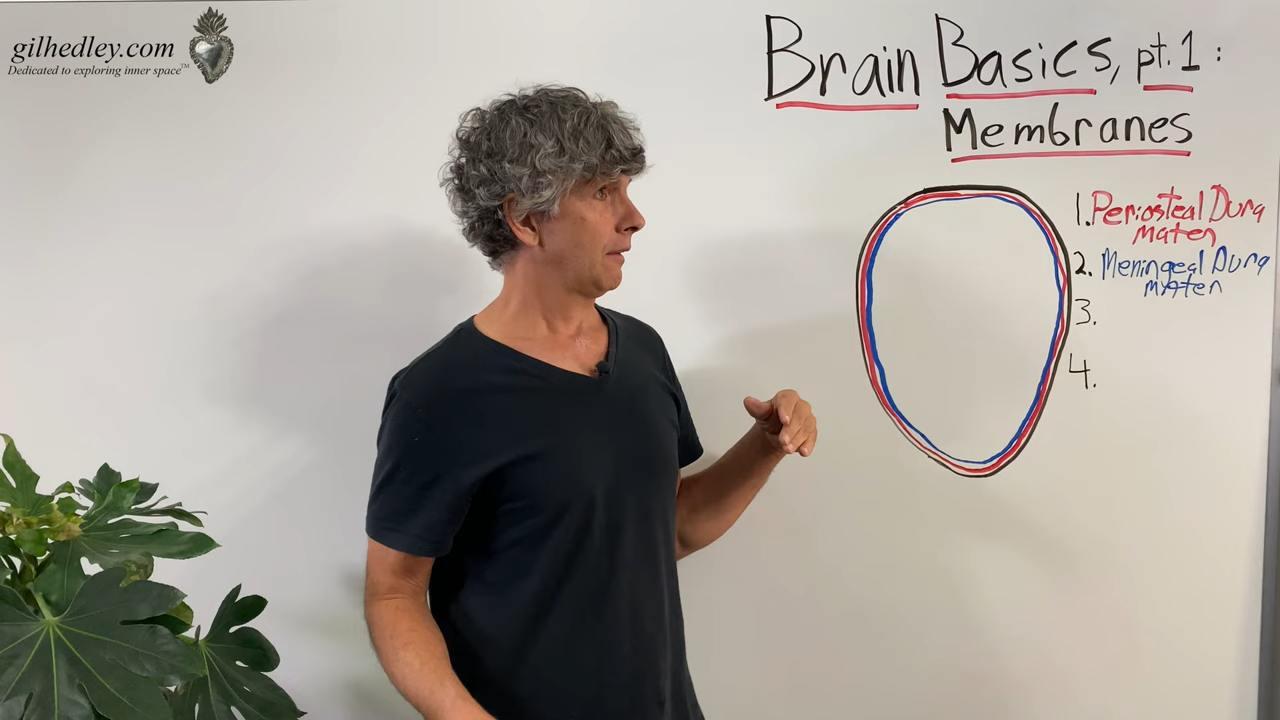 gilhedley.com
Dedicated to exploring inner space™
Brain Basics, pt. 1:
Membranes
1. Periosteal Dura
mater
2. Meningeal Dura
mater
3.
4.